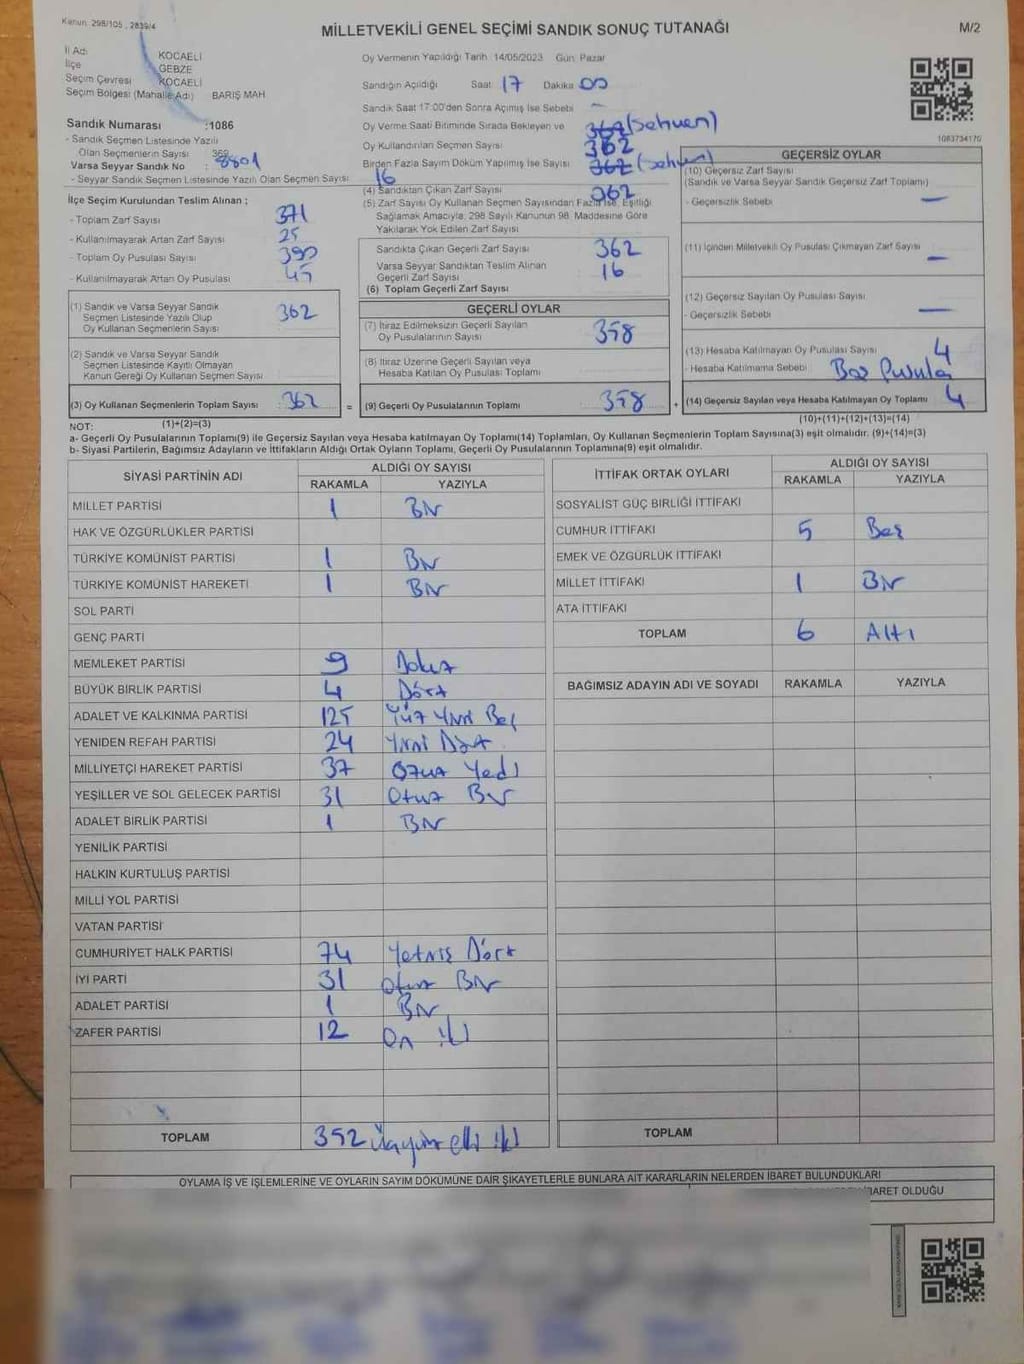 Kanun: 298/105, 2839/4
MİLLETVEKİLİ GENEL SEÇİMİ SANDIK SONUÇ TUTANAĞI
M/2
İl Adı KOCAELİ
İlçe GEBZE
Seçim Çevresi KOCAELİ
Seçim Bölgesi (Mahalle Adı) BARIŞ MAH.
Sandık Numarası :1086
- Sandık Seçmen Listesinde Yazılı
Olan Seçmenlerin Sayısı : 369
Varsa Seyyar Sandık No : 8801
- Seyyar Sandık Seçmen Listesinde Yazılı Olan Seçmen Sayısı: 16
Oy Vermenin Yapıldığı Tarih: 14/05/2023 Gün: Pazar
Sandığın Açıldığı Saat: 17 Dakika: 00
Sandık Saat 17:00'den Sonra Açılmış İse Sebebi : —
Oy Verme Saati Bitiminde Sırada Bekleyen ve (Sehven)
Oy Kullandırılan Seçmen Sayısı 362
Birden Fazla Sayım Döküm Yapılmış İse Sayısı 362 (Sehven)
1083734170
İlçe Seçim Kurulundan Teslim Alınan ;
- Toplam Zarf Sayısı 371
- Kullanılmayarak Artan Zarf Sayısı 25
- Toplam Oy Pusulası Sayısı 390
- Kullanılmayarak Artan Oy Pusulası 45
(4) Sandıktan Çıkan Zarf Sayısı 362
(5) Zarf Sayısı Oy Kullanan Seçmen Sayısından Fazla İse, Eşitliği
Sağlamak Amacıyla; 298 Sayılı Kanunun 98. Maddesine Göre
Yakılarak Yok Edilen Zarf Sayısı:
Sandıkta Çıkan Geçerli Zarf Sayısı 362
Varsa Seyyar Sandıktan Teslim Alınan
Geçerli Zarf Sayısı 16
(6) Toplam Geçerli Zarf Sayısı
GEÇERSİZ OYLAR
(10) Geçersiz Zarf Sayısı
(Sandık ve Varsa Seyyar Sandık Geçersiz Zarf Toplamı)
- Geçersizlik Sebebi —
(11) İçinden Milletvekili Oy Pusulası Çıkmayan Zarf Sayısı —
(12) Geçersiz Sayılan Oy Pusulası Sayısı
- Geçersizlik Sebebi —
(13) Hesaba Katılmayan Oy Pusulası Sayısı 4
- Hesaba Katılmama Sebebi: Boş Pusula
(14) Geçersiz Sayılan veya Hesaba Katılmayan Oy Toplamı 4
(10)+(11)+(12)+(13)=(14)
(1) Sandık ve Varsa Seyyar Sandık
Seçmen Listesinde Yazılı Olup
Oy Kullanan Seçmenlerin Sayısı 362
(2) Sandık ve Varsa Seyyar Sandık
Seçmen Listesinde Kayıtlı Olmayan
Kanun Gereği Oy Kullanan Seçmen Sayısı
(3) Oy Kullanan Seçmenlerin Toplam Sayısı 362 =
(1)+(2)=(3)
GEÇERLİ OYLAR
(7) İtiraz Edilmeksizin Geçerli Sayılan
Oy Pusulalarının Sayısı 358
(8) İtiraz Üzerine Geçerli Sayılan veya
Hesaba Katılan Oy Pusulası Toplamı
(9) Geçerli Oy Pusulalarının Toplamı 358 +
NOT:
a- Geçerli Oy Pusulalarının Toplamı(9) ile Geçersiz Sayılan veya Hesaba katılmayan Oy Toplamı(14) Toplamları, Oy Kullanan Seçmenlerin Toplam Sayısına(3) eşit olmalıdır. (9)+(14)=(3)
b- Siyasi Partilerin, Bağımsız Adayların ve İttifakların Aldığı Ortak Oyların Toplamı, Geçerli Oy Pusulalarının Toplamına(9) eşit olmalıdır.
SİYASİ PARTİNİN ADI ALDIĞI OY SAYISI
RAKAMLA YAZIYLA
MİLLET PARTİSİ 1 Bir
HAK VE ÖZGÜRLÜKLER PARTİSİ
TÜRKİYE KOMÜNİST PARTİSİ 1 Bir
TÜRKİYE KOMÜNİST HAREKETİ 1 Bir
SOL PARTİ
GENÇ PARTİ
MEMLEKET PARTİSİ 9 Dokuz
BÜYÜK BİRLİK PARTİSİ 4 Dört
ADALET VE KALKINMA PARTİSİ 125 Yüz Yirmi Beş
YENİDEN REFAH PARTİSİ 24 Yirmi Dört
MİLLİYETÇİ HAREKET PARTİSİ 37 Otuz Yedi
YEŞİLLER VE SOL GELECEK PARTİSİ 31 Otuz Bir
ADALET BİRLİK PARTİSİ 1 Bir
YENİLİK PARTİSİ
HALKIN KURTULUŞ PARTİSİ
MİLLİ YOL PARTİSİ
VATAN PARTİSİ
CUMHURİYET HALK PARTİSİ 74 Yetmiş Dört
İYİ PARTİ 31 Otuz Bir
ADALET PARTİSİ 1 Bir
ZAFER PARTİSİ 12 On iki
TOPLAM 352 Üçyüz elli iki
İTTİFAK ORTAK OYLARI ALDIĞI OY SAYISI
RAKAMLA YAZIYLA
SOSYALİST GÜÇ BİRLİĞİ İTTİFAKI
CUMHUR İTTİFAKI 5 Beş
EMEK VE ÖZGÜRLÜK İTTİFAKI
MİLLET İTTİFAKI 1 Bir
ATA İTTİFAKI
TOPLAM 6 Altı
BAĞIMSIZ ADAYIN ADI VE SOYADI RAKAMLA YAZIYLA
TOPLAM
OYLAMA İŞ VE İŞLEMLERİNE VE OYLARIN SAYIM DÖKÜMÜNE DAİR ŞİKAYETLERLE BUNLARA AİT KARARLARIN NELERDEN İBARET BULUNDUKLARI
İBARET OLDUĞU